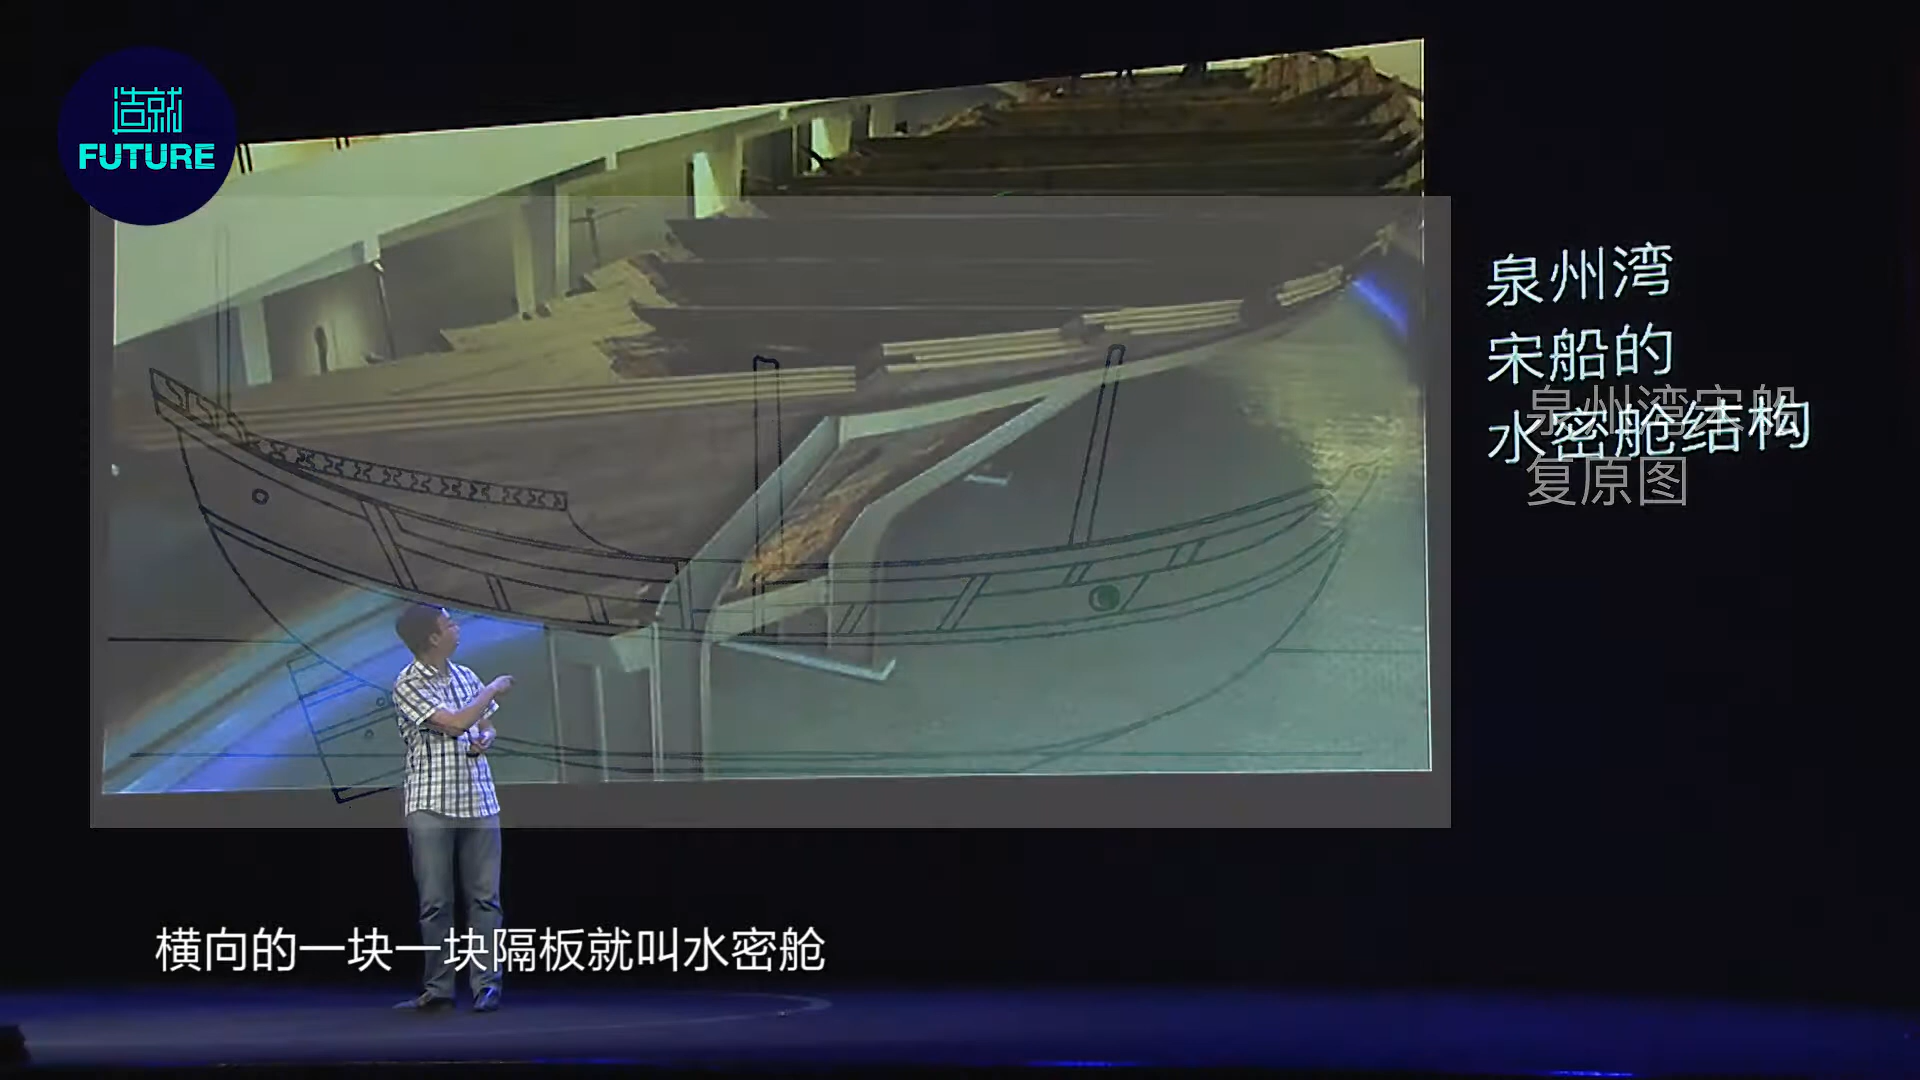 造就
FUTURE
泉州湾
宋船的
水密舱结构
泉州湾宋船
复原图
横向的一块一块隔板就叫水密舱